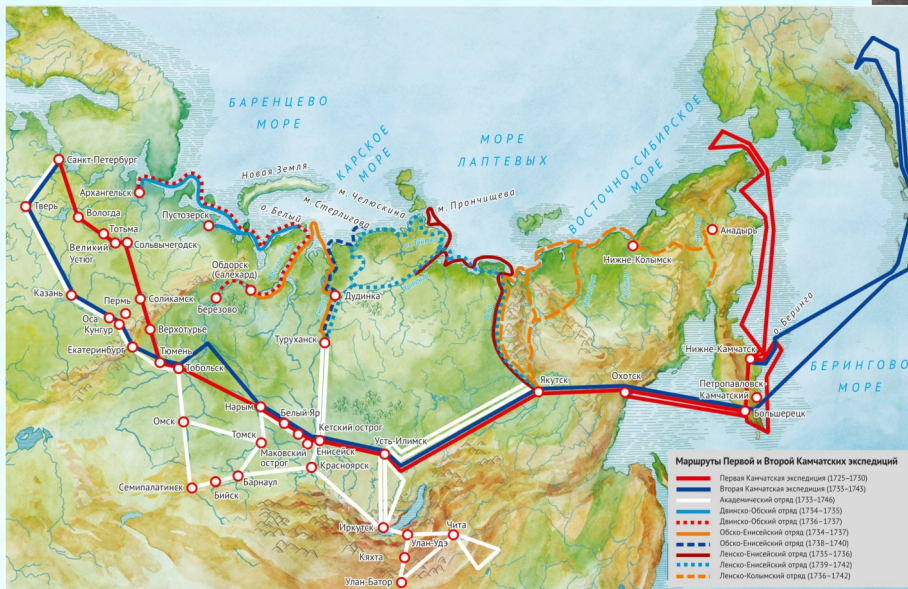 БАРЕНЦЕВО
МОРЕ
КАРСКОЕ
МОРЕ
МОРЕ
ЛАПТЕВЫХ
ВОСТОЧНО-СИБИРСКОЕ
МОРЕ
БЕРИНГОВО
МОРЕ
Новая Земля
о. Белый
м. Стерлигова
м. Челюскина
м. Прончищева
о. Беринга
Санкт-Петербург
Архангельск
Тверь
Вологда
Пустозерск
Тотьма
Великий
Устюг
Сольвычегодск
Обдорск
(Салехард)
Березово
Дудинка
Туруханск
Нижне-Колымск
Анадырь
Казань
Пермь
Соликамск
Оса
Кунгур
Верхотурье
Екатеринбург
Тюмень
Тобольск
Нарым
Белый Яр
Кетский острог
Омск
Томск
Маковский
острог
Енисейск
Красноярск
Усть-Илимск
Якутск
Охотск
Нижне-Камчатск
Петропавловск
Камчатский
Большерецк
Семипалатинск
Бийск
Барнаул
Иркутск
Улан-Удэ
Чита
Кяхта
Улан-Батор
Маршруты Первой и Второй Камчатских экспедиций
Первая Камчатская экспедиция (1725–1730)
Вторая Камчатская экспедиция (1733–1743)
Академический отряд (1733–1746)
Двинско-Обский отряд (1734–1735)
Двинско-Обский отряд (1736–1737)
Обско-Енисейский отряд (1734–1737)
Обско-Енисейский отряд (1738–1740)
Ленско-Енисейский отряд (1735–1736)
Ленско-Енисейский отряд (1739–1742)
Ленско-Колымский отряд (1736–1742)